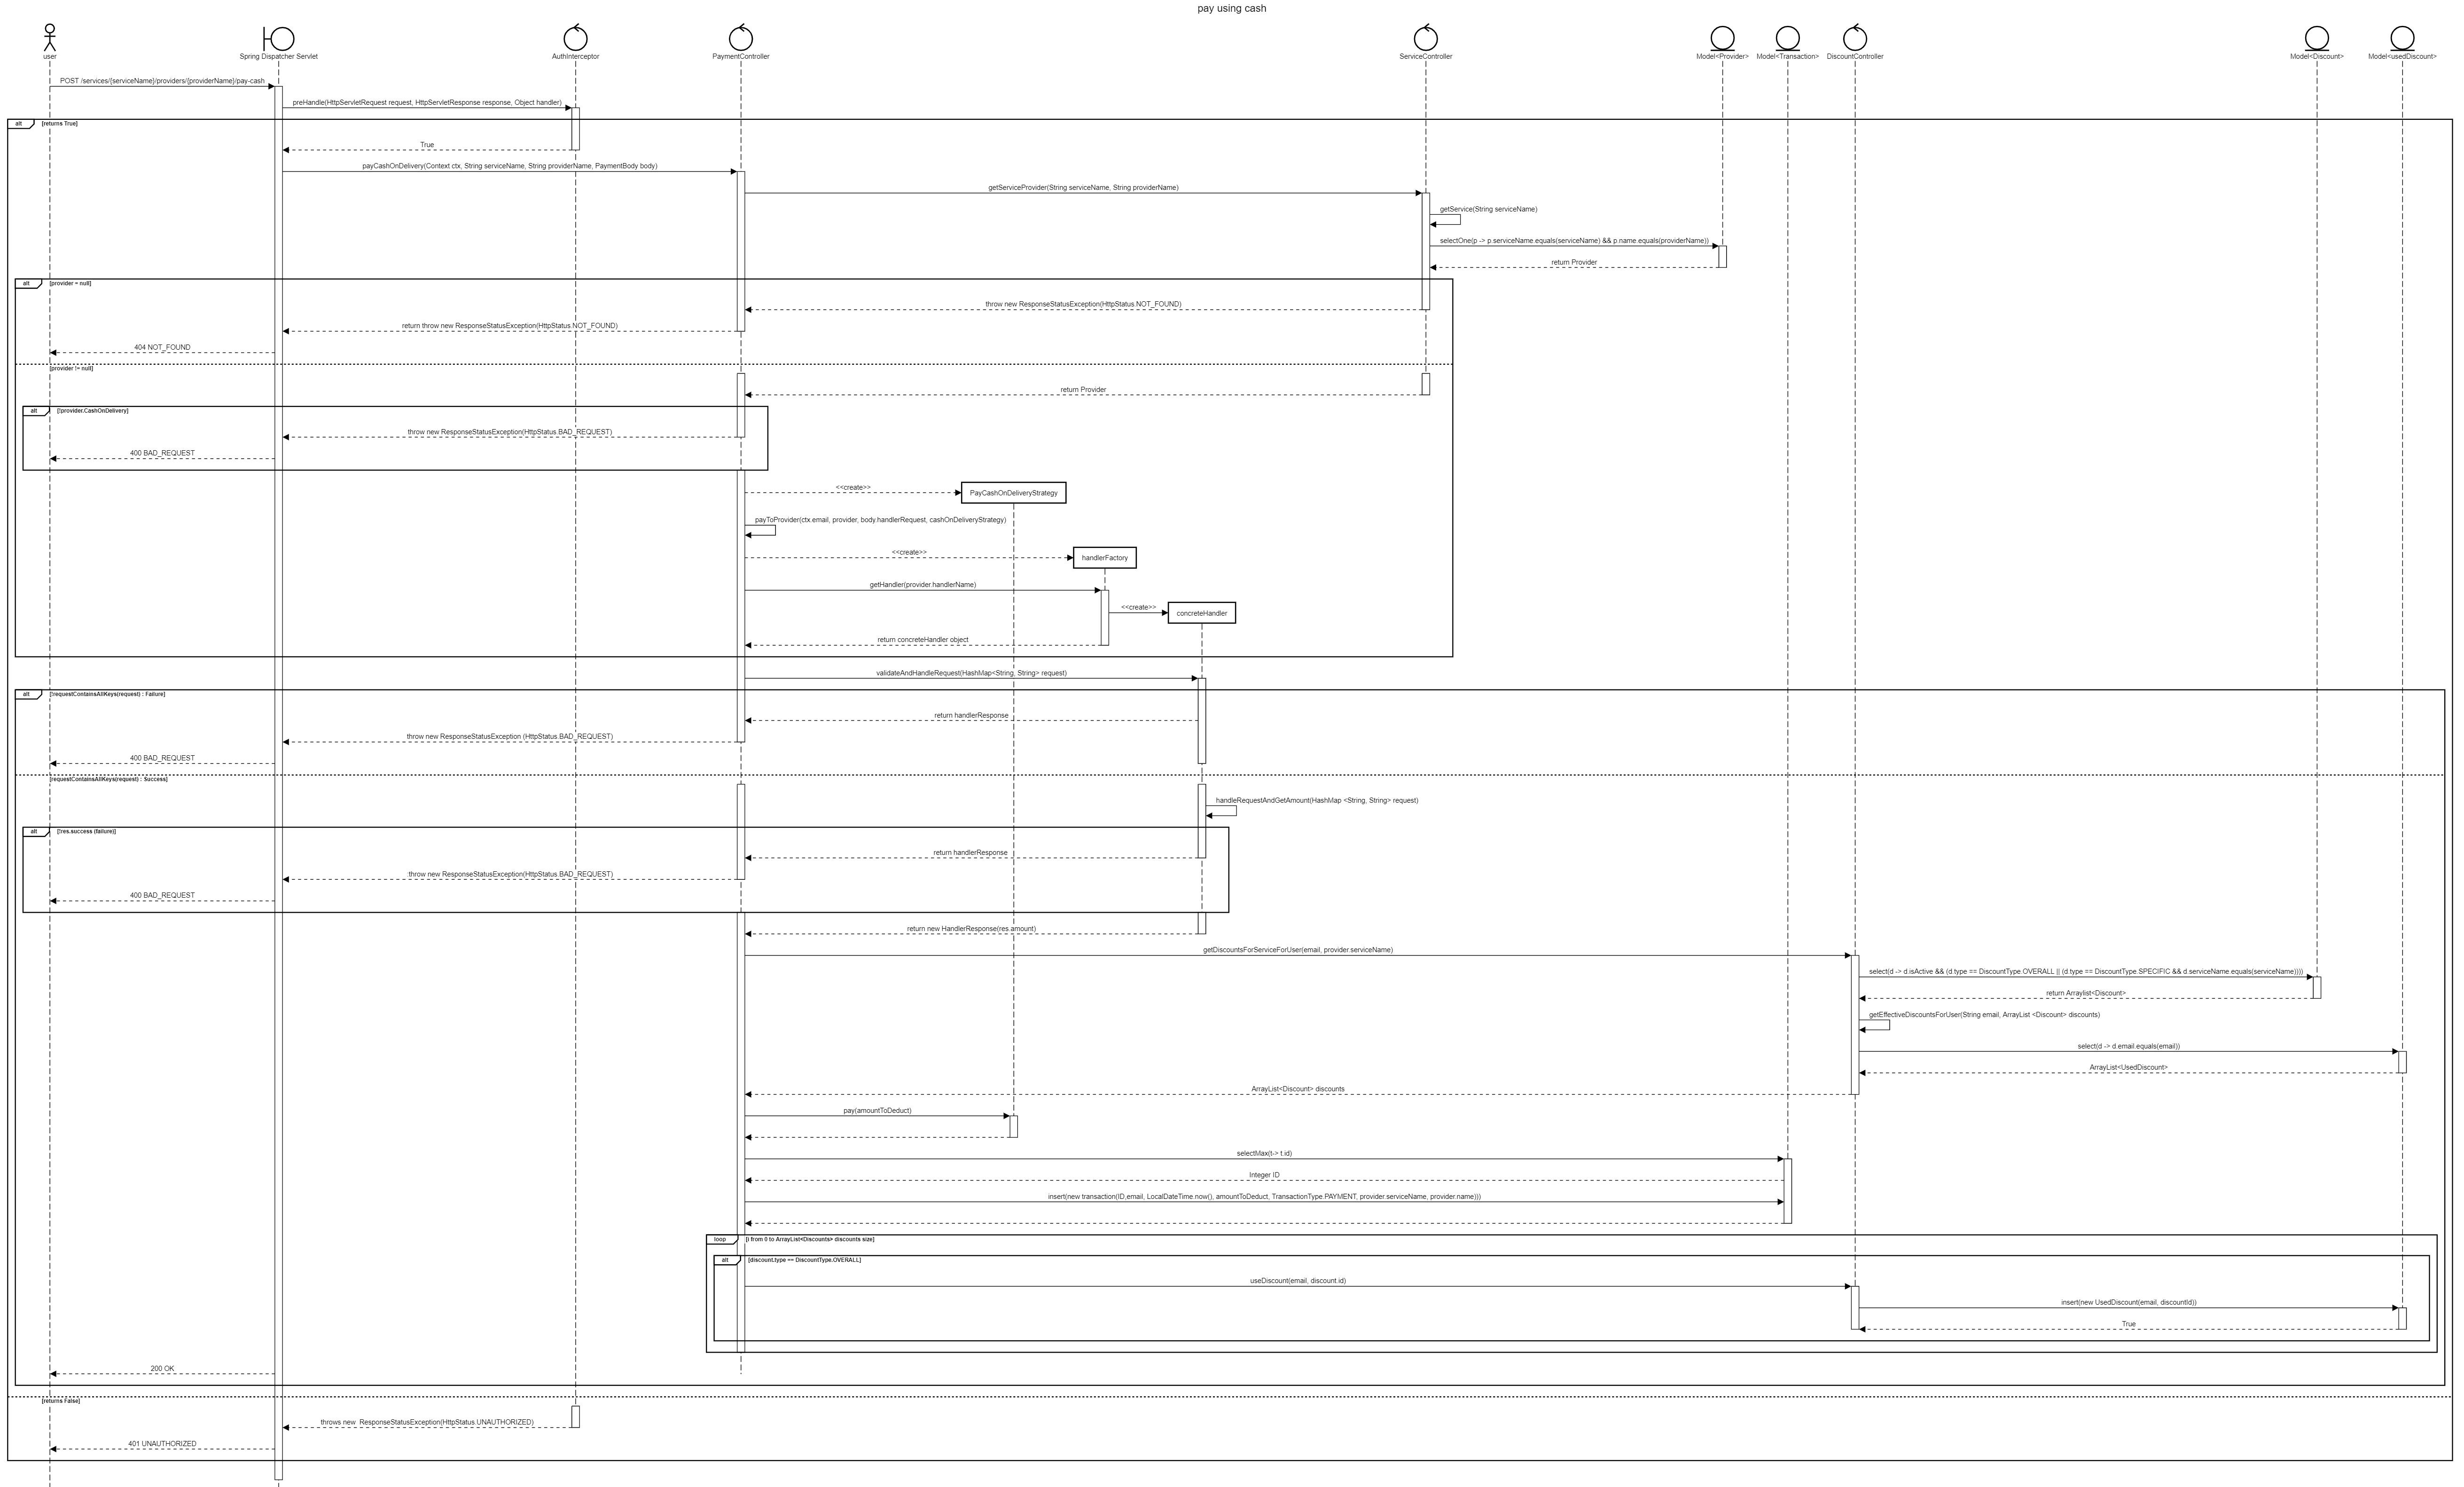 pay using cash
user
Spring Dispatcher Servlet
AuthInterceptor
PaymentController
ServiceController
Model<Provider>
Model<Transaction>
DiscountController
Model<Discount>
Model<usedDiscount>
POST /services/{serviceName}/providers/{providerName}/pay-cash
preHandle(HttpServletRequest request, HttpServletResponse response, Object handler)
alt
[returns True]
True
payCashOnDelivery(Context ctx, String serviceName, String providerName, PaymentBody body)
getServiceProvider(String serviceName, String providerName)
getService(String serviceName)
selectOne(p -> p.serviceName.equals(serviceName) && p.name.equals(providerName))
return Provider
alt
[provider = null]
throw new ResponseStatusException(HttpStatus.NOT_FOUND)
return throw new ResponseStatusException(HttpStatus.NOT_FOUND)
404 NOT_FOUND
[provider != null]
return Provider
alt
[!provider.CashOnDelivery]
throw new ResponseStatusException(HttpStatus.BAD_REQUEST)
400 BAD_REQUEST
<<create>>
PayCashOnDeliveryStrategy
payToProvider(ctx.email, provider, body.handlerRequest, cashOnDeliveryStrategy)
<<create>>
handlerFactory
getHandler(provider.handlerName)
<<create>>
concreteHandler
return concreteHandler object
validateAndHandleRequest(HashMap<String, String> request)
alt
[!requestContainsAllKeys(request) : Failure]
return handlerResponse
throw new ResponseStatusException (HttpStatus.BAD_REQUEST)
400 BAD_REQUEST
[requestContainsAllKeys(request) : Success]
handleRequestAndGetAmount(HashMap <String, String> request)
alt
[!res.success (failure)]
return handlerResponse
throw new ResponseStatusException(HttpStatus.BAD_REQUEST)
400 BAD_REQUEST
return new HandlerResponse(res.amount)
getDiscountsForServiceForUser(email, provider.serviceName)
select(d -> d.isActive && (d.type == DiscountType.OVERALL || (d.type == DiscountType.SPECIFIC && d.serviceName.equals(serviceName))))
return Arraylist<Discount>
getEffectiveDiscountsForUser(String email, ArrayList <Discount> discounts)
select(d -> d.email.equals(email))
ArrayList<UsedDiscount>
ArrayList<Discount> discounts
pay(amountToDeduct)
selectMax(t-> t.id)
Integer ID
insert(new transaction(ID,email, LocalDateTime.now(), amountToDeduct, TransactionType.PAYMENT, provider.serviceName, provider.name)))
loop
[i from 0 to ArrayList<Discounts> discounts size]
alt
[discount.type == DiscountType.OVERALL]
useDiscount(email, discount.id)
insert(new UsedDiscount(email, discountId))
True
200 OK
[returns False]
throws new  ResponseStatusException(HttpStatus.UNAUTHORIZED)
401 UNAUTHORIZED